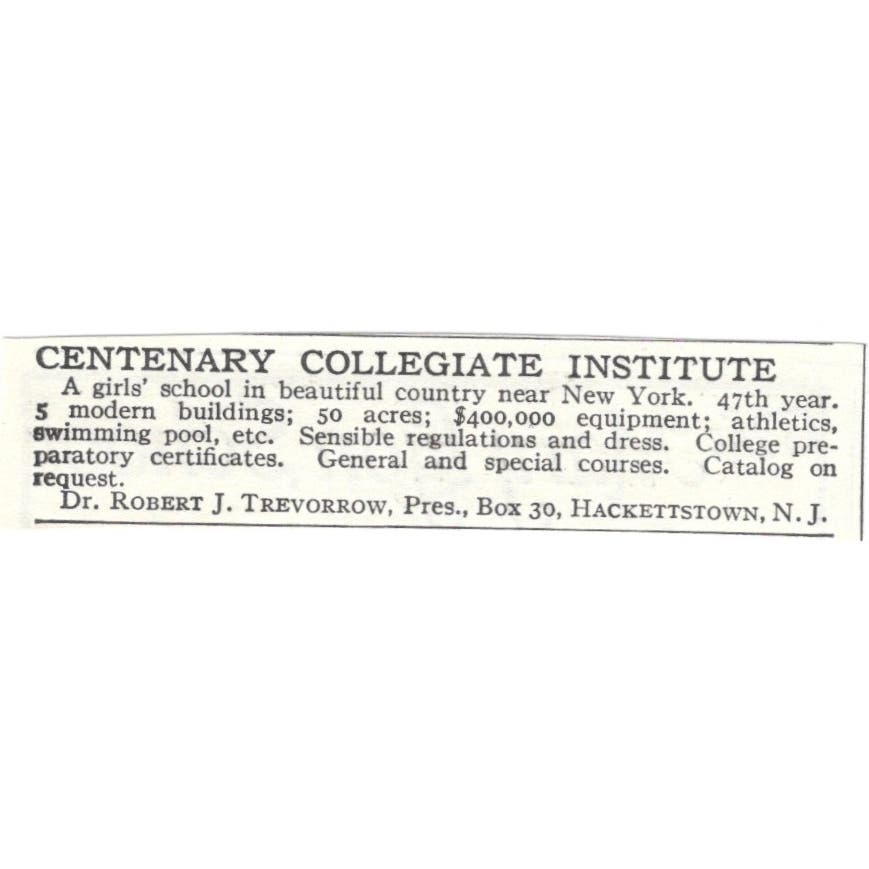 CENTENARY COLLEGIATE INSTITUTE
A girls' school in beautiful country near New York. 47th year.
5 modern buildings; 50 acres; $400,000 equipment; athletics,
swimming pool, etc. Sensible regulations and dress. College pre-
paratory certificates. General and special courses. Catalog on
request.
Dr. ROBERT J. TREVORROW, Pres., Box 30, HACKETTSTOWN, N. J.